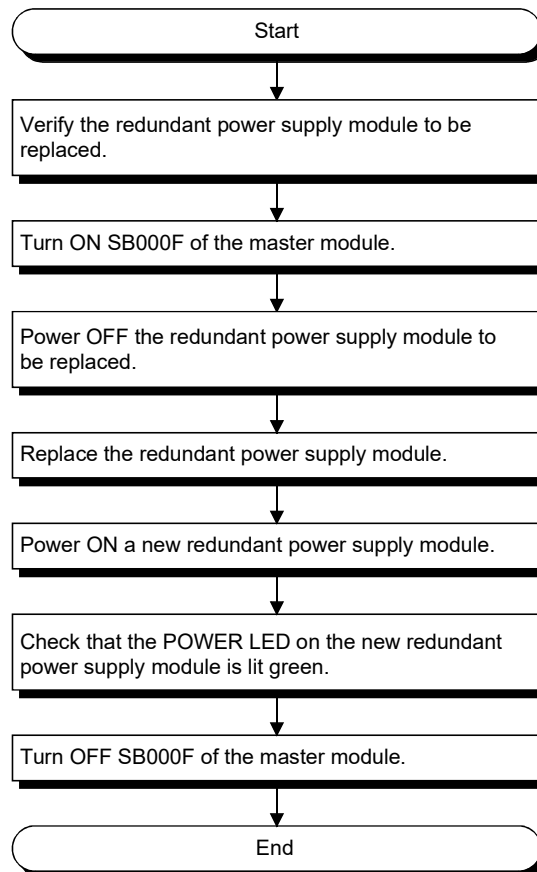 Start
Verify the redundant power supply module to be
replaced.
Turn ON SB000F of the master module.
Power OFF the redundant power supply module to
be replaced.
Replace the redundant power supply module.
Power ON a new redundant power supply module.
Check that the POWER LED on the new redundant
power supply module is lit green.
Turn OFF SB000F of the master module.
End